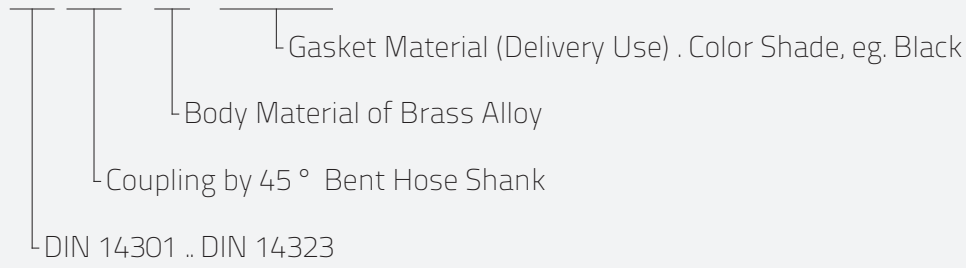 Gasket Material (Delivery Use) . Color Shade, eg. Black
Body Material of Brass Alloy
Coupling by 45° Bent Hose Shank
DIN 14301 .. DIN 14323